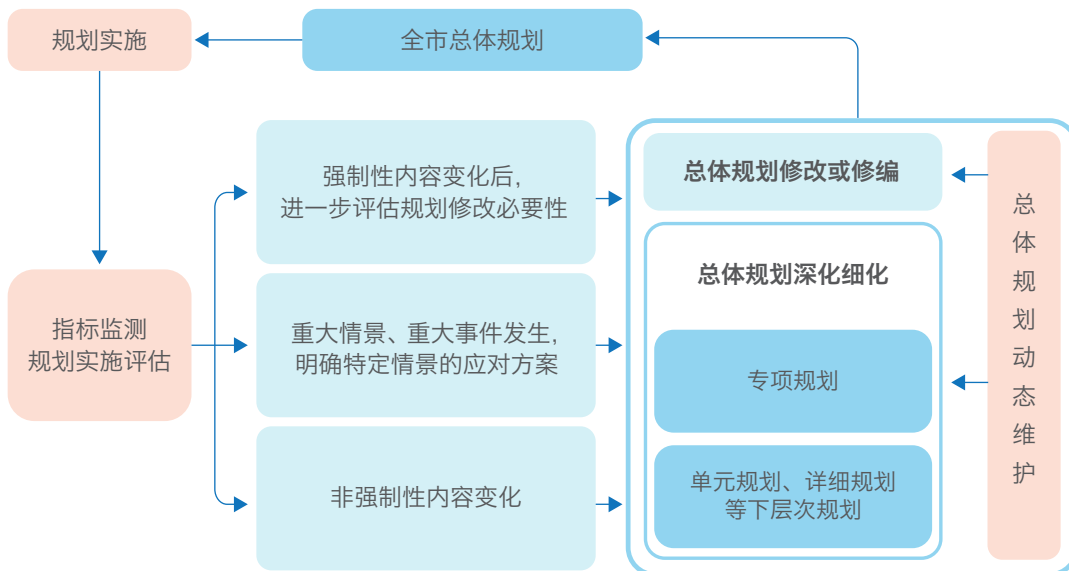 规划实施
全市总体规划
强制性内容变化后，
进一步评估规划修改必要性
总体规划修改或修编
总体规划深化细化
指标监测
规划实施评估
重大情景、重大事件发生，
明确特定情景的应对方案
专项规划
非强制性内容变化
单元规划、详细规划
等下层次规划
总体规划动态维护